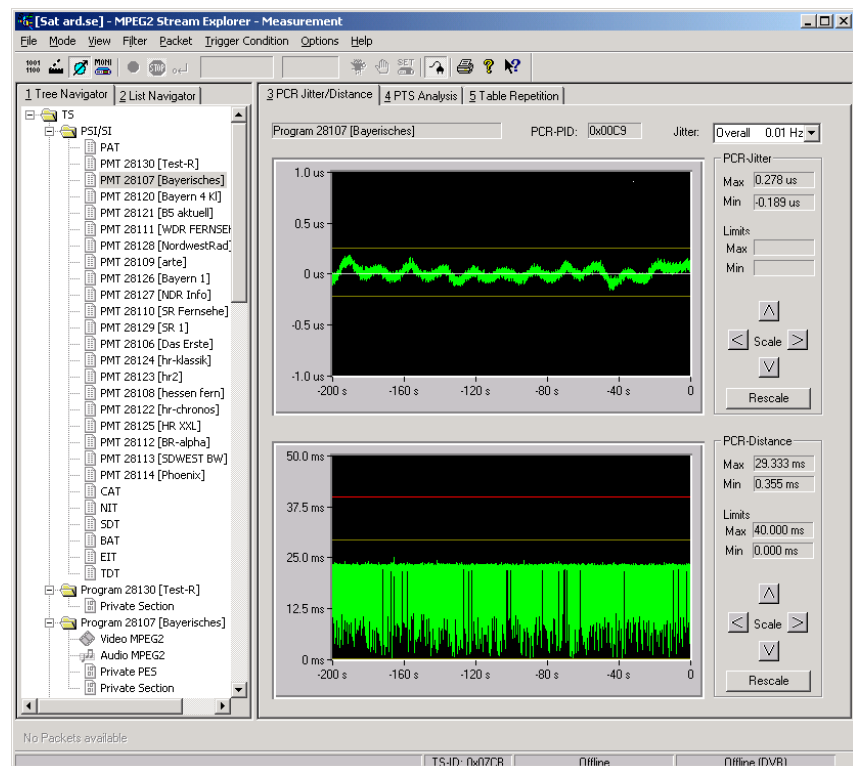 [Sat ard.se] - MPEG2 Stream Explorer - Measurement
File Mode View Filter Packet Trigger Condition Options Help
1001 1100 MONI STOP SET
1 Tree Navigator 2 List Navigator
3 PCR Jitter/Distance 4 PTS Analysis 5 Table Repetition
TS
PSI/SI
PAT
PMT 28130 [Test-R]
PMT 28107 [Bayerisches]
PMT 28120 [Bayern 4 Kl]
PMT 28121 [B5 aktuell]
PMT 28111 [WDR FERNSEH
PMT 28128 [NordwestRad]
PMT 28109 [arte]
PMT 28126 [Bayern 1]
PMT 28127 [NDR Info]
PMT 28110 [SR Fernsehe]
PMT 28129 [SR 1]
PMT 28106 [Das Erste]
PMT 28124 [hr-klassik]
PMT 28123 [hr2]
PMT 28108 [hessen fern]
PMT 28122 [hr-chronos]
PMT 28125 [HR XXL]
PMT 28112 [BR-alpha]
PMT 28113 [SDWEST BW]
PMT 28114 [Phoenix]
CAT
NIT
SDT
BAT
EIT
TDT
Program 28130 [Test-R]
Private Section
Program 28107 [Bayerisches]
Video MPEG2
Audio MPEG2
Private PES
Private Section
Program 28107 [Bayerisches] PCR-PID: 0x00C9 Jitter: Overall 0.01 Hz
1.0 us
0.5 us
0 us
-0.5 us
-1.0 us
-200 s -160 s -120 s -80 s -40 s 0
PCR-Jitter
Max 0.278 us
Min -0.189 us
Limits
Max
Min
Scale
Rescale
50.0 ms
37.5 ms
25.0 ms
12.5 ms
0 ms
-200 s -160 s -120 s -80 s -40 s 0
PCR-Distance
Max 29.333 ms
Min 0.355 ms
Limits
Max 40.000 ms
Min 0.000 ms
Scale
Rescale
No Packets available
TS-ID: 0x07CB Offline Offline (DVB)